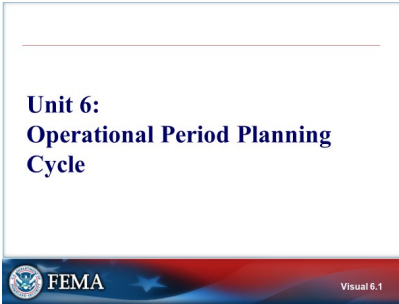 Unit 6:
Operational Period Planning
Cycle
FEMA
Visual 6.1